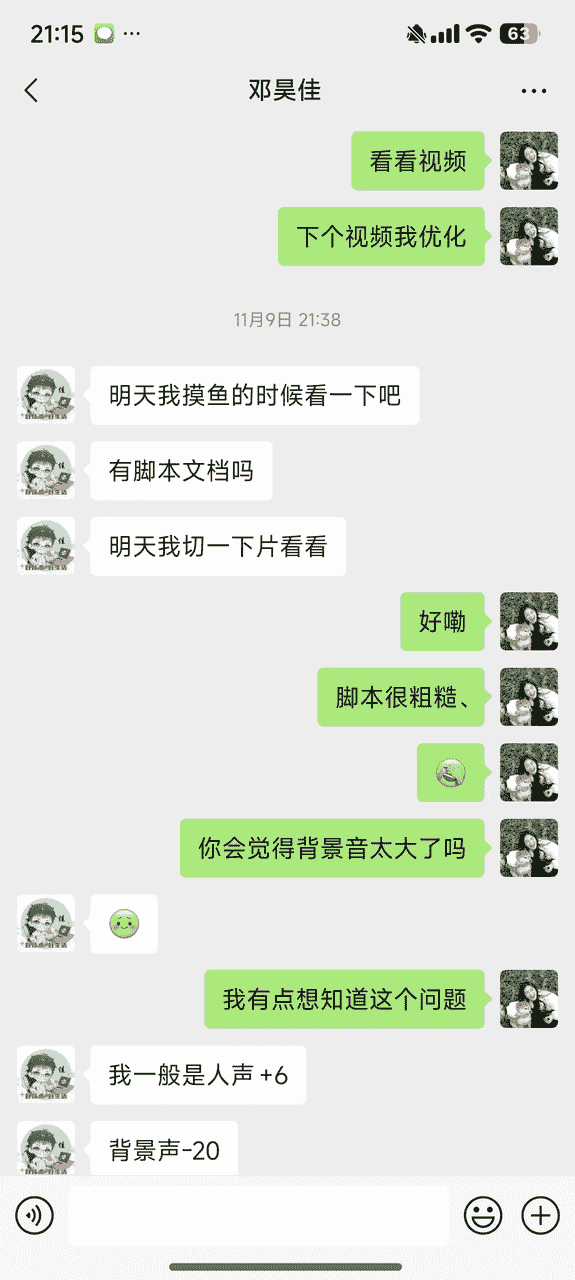 21:15
63
邓昊佳
看看视频
下个视频我优化
11月9日 21:38
明天我摸鱼的时候看一下吧
有脚本文档吗
明天我切一下片看看
好嘞
脚本很粗糙、
你会觉得背景音太大了吗
我有点想知道这个问题
我一般是人声+6
背景声-20